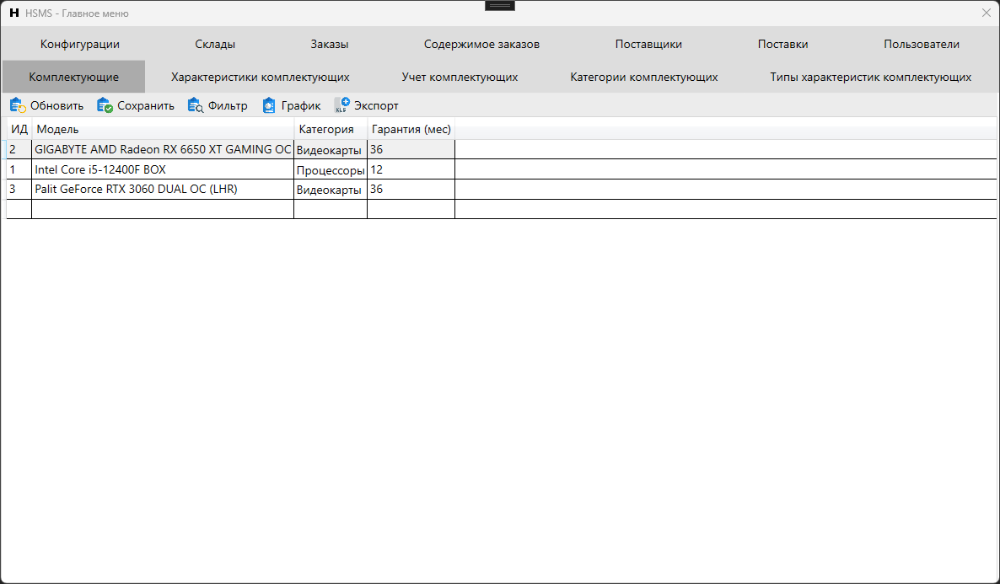 H HSMS - Главное меню
Конфигурации Склады Заказы Содержимое заказов Поставщики Поставки Пользователи
Комплектующие Характеристики комплектующих Учет комплектующих Категории комплектующих Типы характеристик комплектующих
Обновить Сохранить Фильтр График XLS Экспорт
ИД Модель Категория Гарантия (мес)
2 GIGABYTE AMD Radeon RX 6650 XT GAMING OC Видеокарты 36
1 Intel Core i5-12400F BOX Процессоры 12
3 Palit GeForce RTX 3060 DUAL OC (LHR) Видеокарты 36